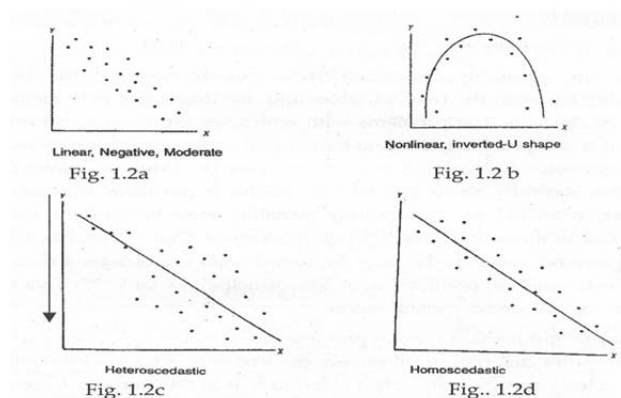 Y
Y
x
x
Linear, Negative, Moderate
Nonlinear, inverted-U shape
Fig. 1.2a
Fig. 1.2 b
Y
x
x
Heteroscedastic
Homoscedastic
Fig. 1.2c
Fig.. 1.2d